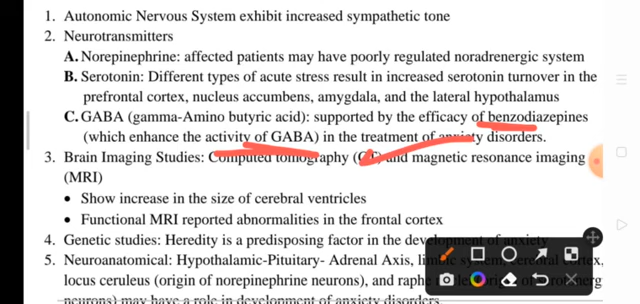 1. Autonomic Nervous System exhibit increased sympathetic tone
2. Neurotransmitters
A. Norepinephrine: affected patients may have poorly regulated noradrenergic system
B. Serotonin: Different types of acute stress result in increased serotonin turnover in the
prefrontal cortex, nucleus accumbens, amygdala, and the lateral hypothalamus
C. GABA (gamma-Amino butyric acid): supported by the efficacy of benzodiazepines
(which enhance the activity of GABA) in the treatment of anxiety disorders.
3. Brain Imaging Studies: Computed tomography (CT) and magnetic resonance imaging
(MRI)
• Show increase in the size of cerebral ventricles
• Functional MRI reported abnormalities in the frontal cortex
4. Genetic studies: Heredity is a predisposing factor in the development of anxiety
5. Neuroanatomical: Hypothalamic-Pituitary- Adrenal Axis, cortex,
locus ceruleus (origin of norepinephrine neurons), and raphe
neurons) may have a role in development of anxiety disorders